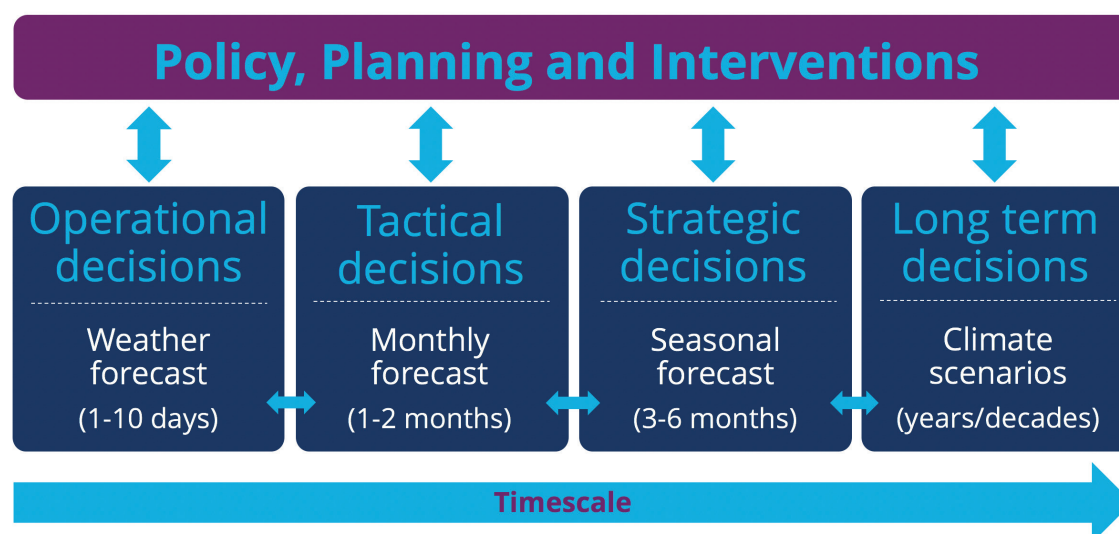 Policy, Planning and Interventions
Operational
decisions
Weather
forecast
(1-10 days)
Tactical
decisions
Monthly
forecast
(1-2 months)
Strategic
decisions
Seasonal
forecast
(3-6 months)
Long term
decisions
Climate
scenarios
(years/decades)
Timescale